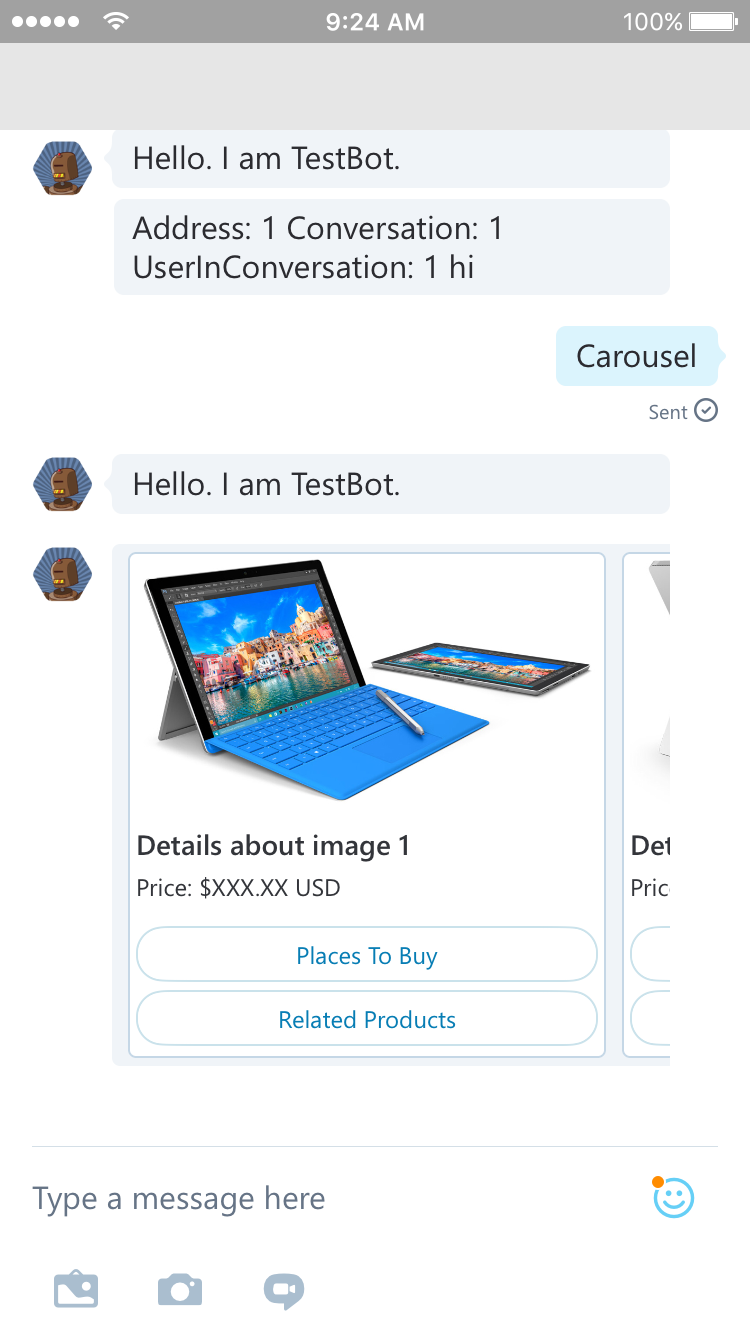 9:24 AM 100%
Hello. I am TestBot.
Address: 1 Conversation: 1
UserInConversation: 1 hi
Carousel
Sent
Hello. I am TestBot.
Details about image 1
Price: $XXX.XX USD
Places To Buy
Related Products
Det
Pric
Type a message here